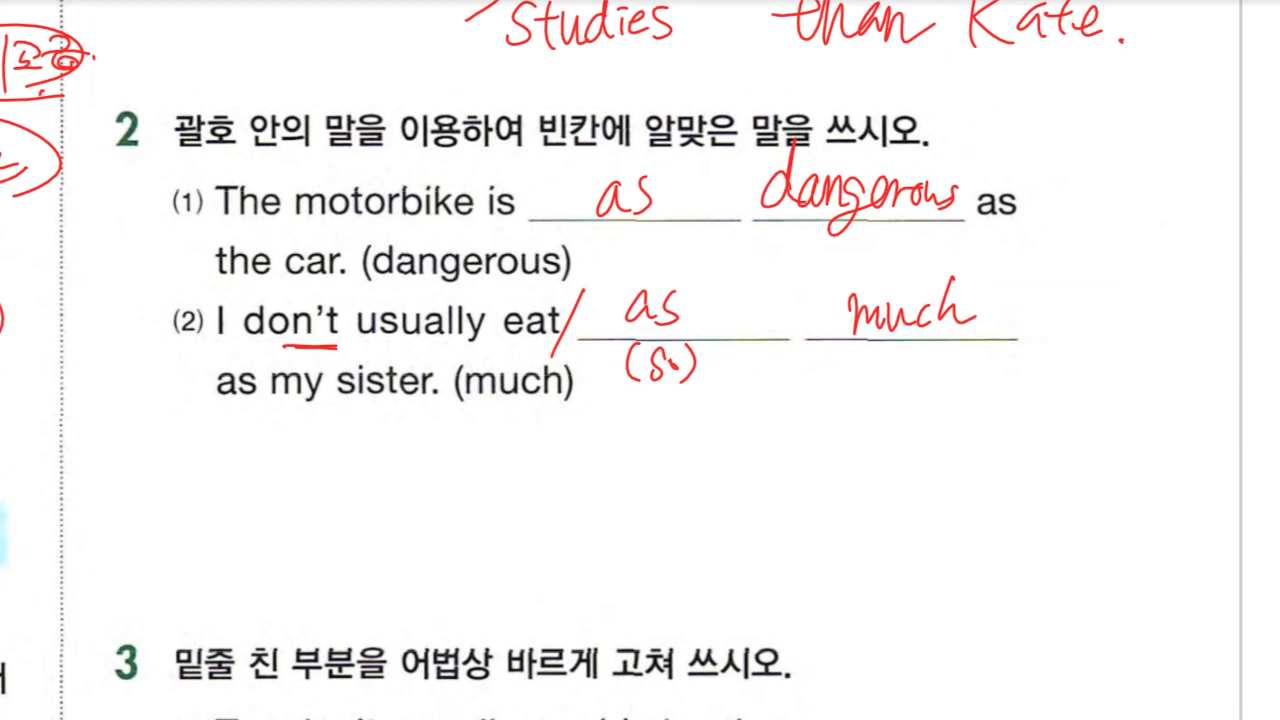 studies than Kate.
2 괄호 안의 말을 이용하여 빈칸에 알맞은 말을 쓰시오.
(1) The motorbike is as dangerous as
the car. (dangerous)
(2) I don't usually eat / as much
(so)
as my sister. (much)
3 밑줄 친 부분을 어법상 바르게 고쳐 쓰시오.